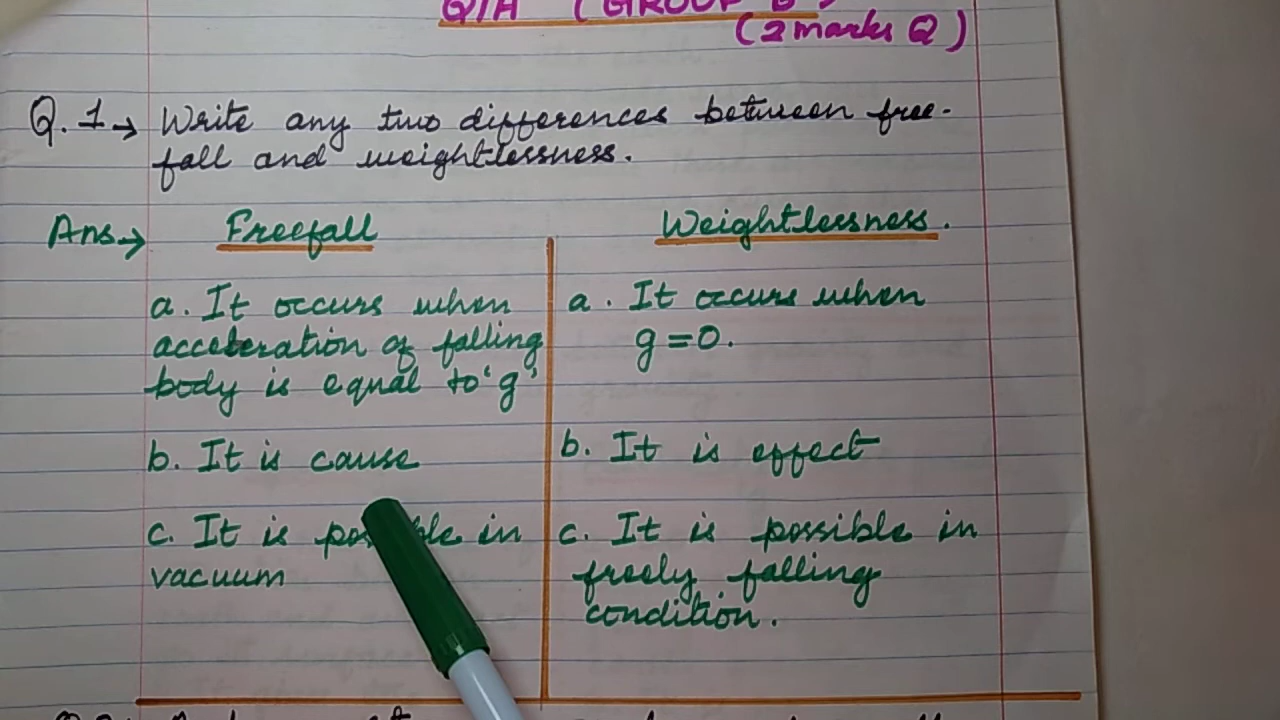 Q/A (GROUP B)
(2 marks Q)
Q.1→ Write any two differences between free-
fall and weightlessness.
Ans→
Freefall
a. It occurs when
acceleration of falling
body is equal to 'g'
b. It is cause
c. It is possible in
vacuum
Weightlessness.
a. It occurs when
g=0.
b. It is effect
c. It is possible in
freely falling
condition.